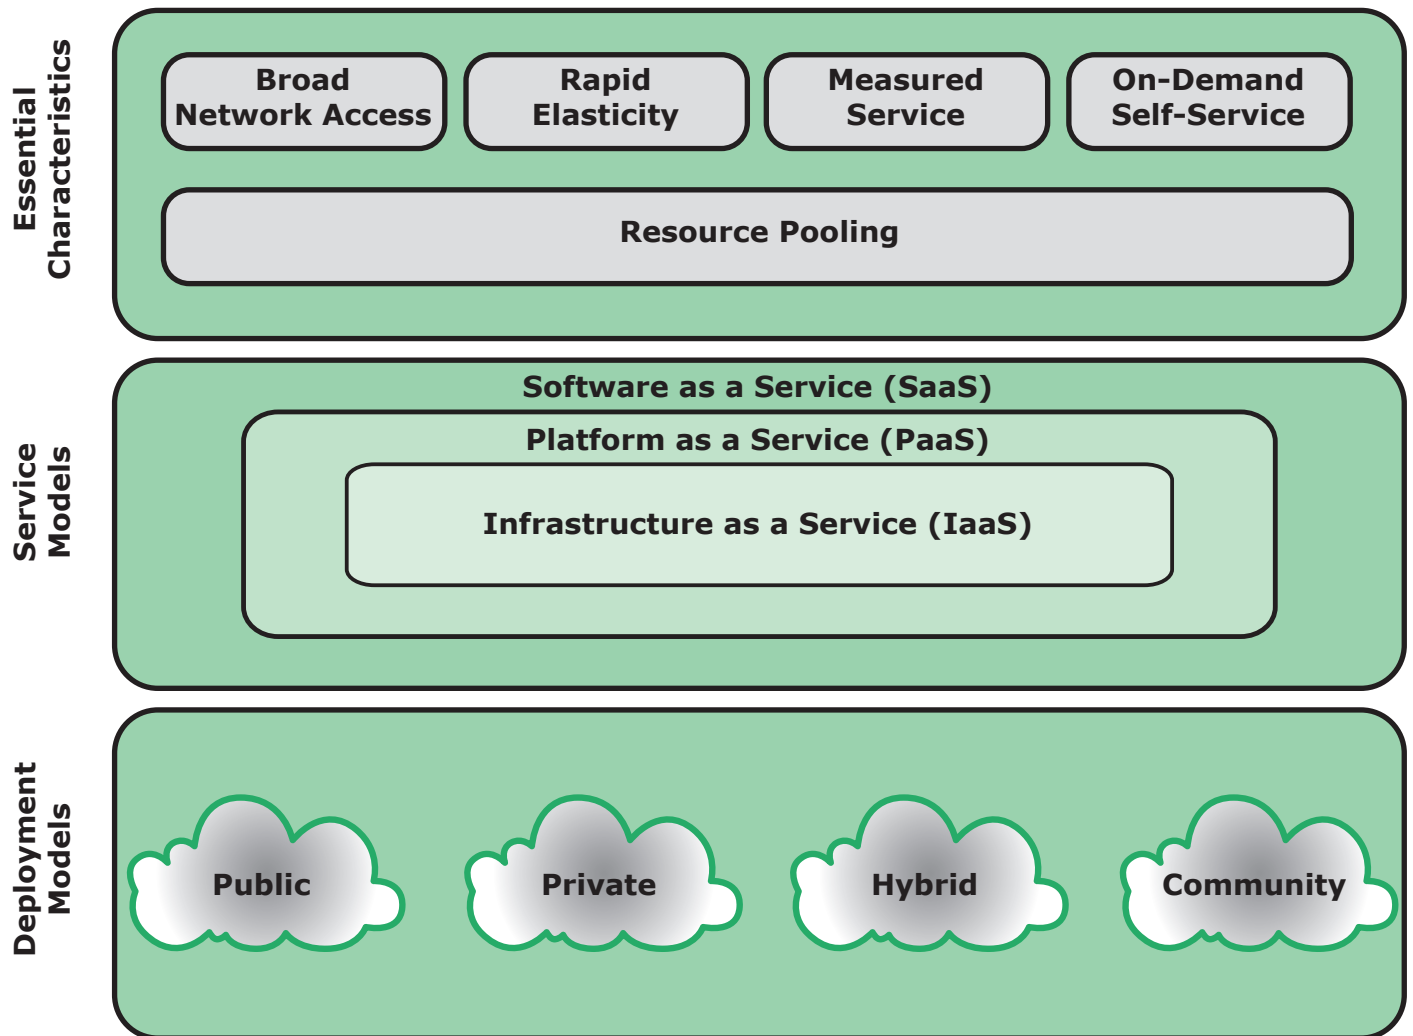 Essential
Characteristics
Broad
Network Access
Rapid
Elasticity
Measured
Service
On-Demand
Self-Service
Resource Pooling
Service
Models
Software as a Service (SaaS)
Platform as a Service (PaaS)
Infrastructure as a Service (IaaS)
Deployment
Models
Public
Private
Hybrid
Community